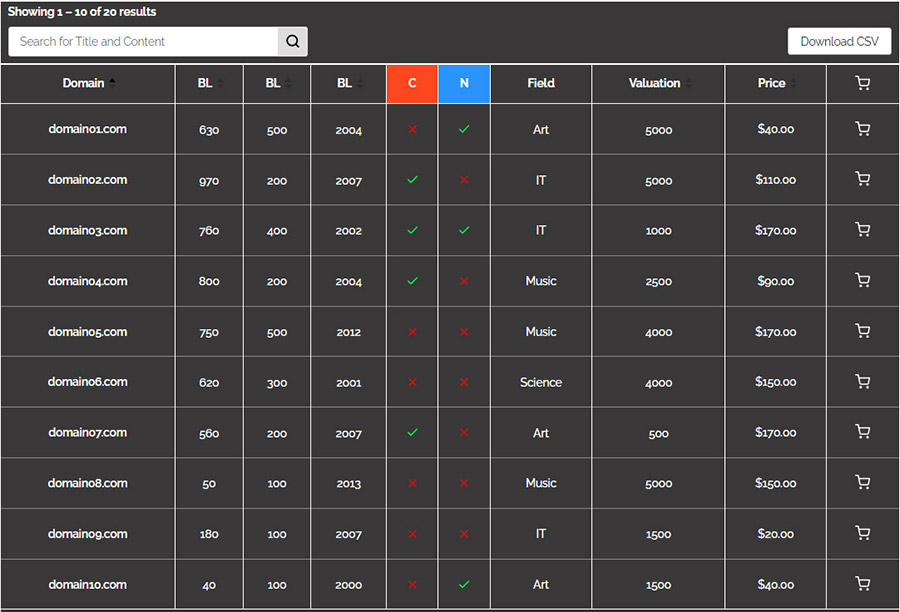 Showing 1 – 10 of 20 results
Search for Title and Content
Download CSV
Domain BL BL BL C N Field Valuation Price
domain01.com 630 500 2004 Art 5000 $40.00
domain02.com 970 200 2007 IT 5000 $110.00
domain03.com 760 400 2002 IT 1000 $170.00
domain04.com 800 200 2004 Music 2500 $90.00
domain05.com 750 500 2012 Music 4000 $170.00
domain06.com 620 300 2001 Science 4000 $150.00
domain07.com 560 200 2007 Art 500 $170.00
domain08.com 50 100 2013 Music 5000 $150.00
domain09.com 180 100 2007 IT 1500 $20.00
domain10.com 40 100 2000 Art 1500 $40.00